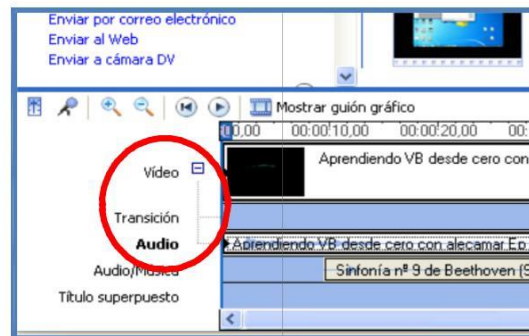 Enviar por correo electrónico
Enviar al Web
Enviar a cámara DV
Mostrar guión gráfico
00,00 00:00:10,00 00:00:20,00 00:
Vídeo
Aprendiendo VB desde cero con
Transición
Audio
Aprendiendo VB desde cero con alecamar Ep
Audio/Música
Sinfonía nº 9 de Beethoven (S
Título superpuesto